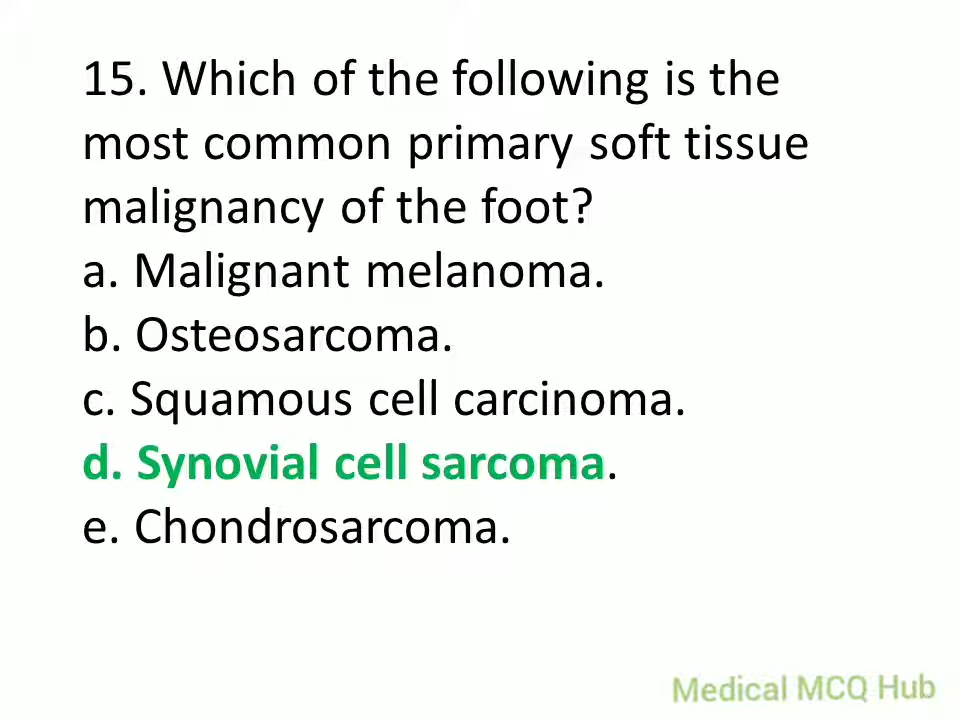 15. Which of the following is the
most common primary soft tissue
malignancy of the foot?
a. Malignant melanoma.
b. Osteosarcoma.
c. Squamous cell carcinoma.
d. Synovial cell sarcoma.
e. Chondrosarcoma.
Medical MCQ Hub